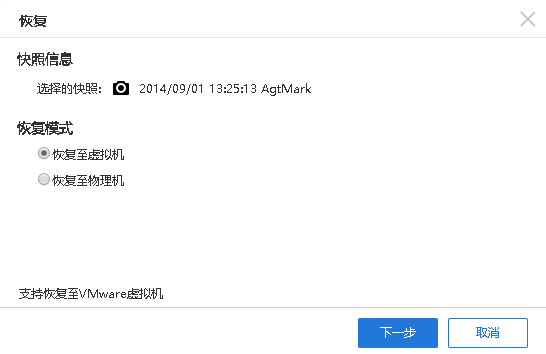 恢复
快照信息
选择的快照： 2014/09/01 13:25:13 AgtMark
恢复模式
恢复至虚拟机
恢复至物理机
支持恢复至VMware虚拟机
下一步 取消